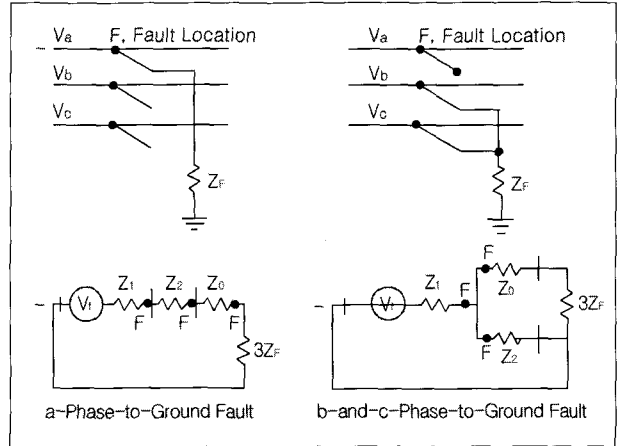 Va F, Fault Location
Vb
Vc
ZF
Va F, Fault Location
Vb
Vc
ZF
Vf Z1 Z2 Z0
F F F
3ZF
a-Phase-to-Ground Fault
F
Z0
Z1
F
3ZF
F Z2
b-and-c-Phase-to-Ground Fault